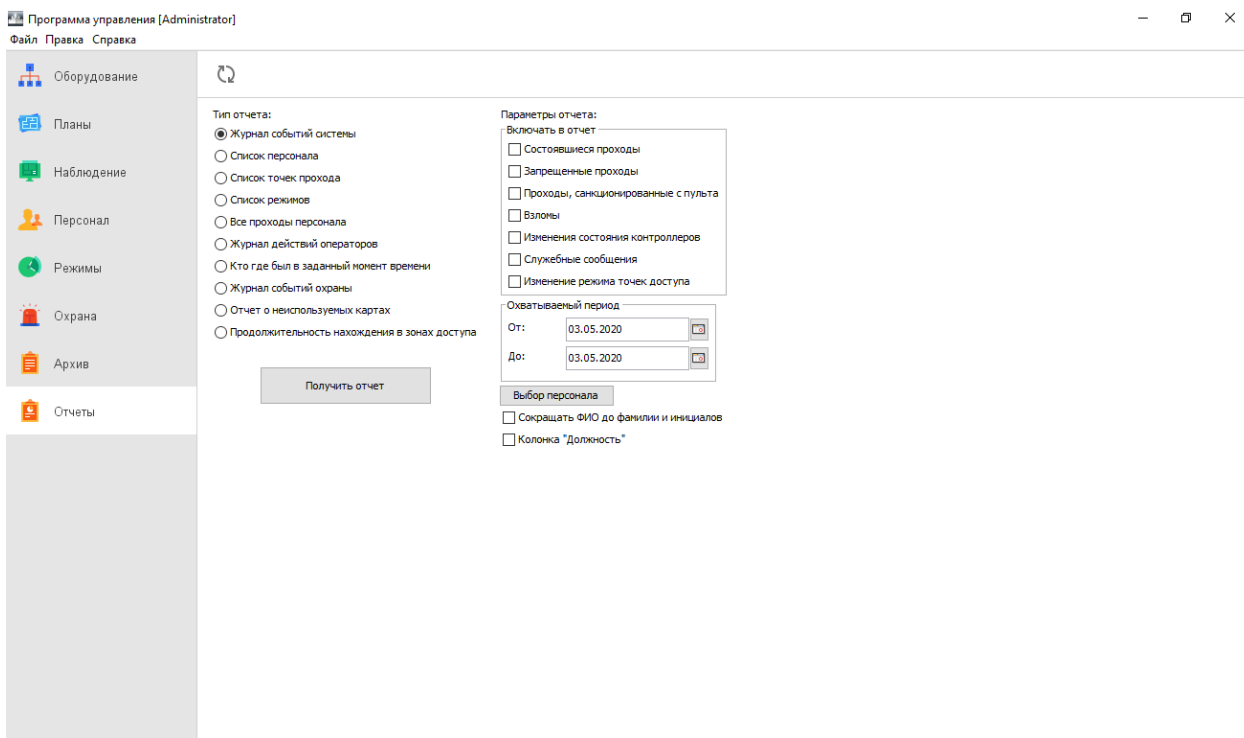 Программа управления [Administrator]
Файл Правка Справка
Оборудование
Планы
Наблюдение
Персонал
Режимы
Охрана
Архив
Отчеты
Тип отчета:
Журнал событий системы
Список персонала
Список точек прохода
Список режимов
Все проходы персонала
Журнал действий операторов
Кто где был в заданный момент времени
Журнал событий охраны
Отчет о неиспользуемых картах
Продолжительность нахождения в зонах доступа
Получить отчет
Параметры отчета:
Включать в отчет
Состоявшиеся проходы
Запрещенные проходы
Проходы, санкционированные с пульта
Взломы
Изменения состояния контроллеров
Служебные сообщения
Изменение режима точек доступа
Охватываемый период
От: 03.05.2020
До: 03.05.2020
Выбор персонала
Сокращать ФИО до фамилии и инициалов
Колонка "Должность"